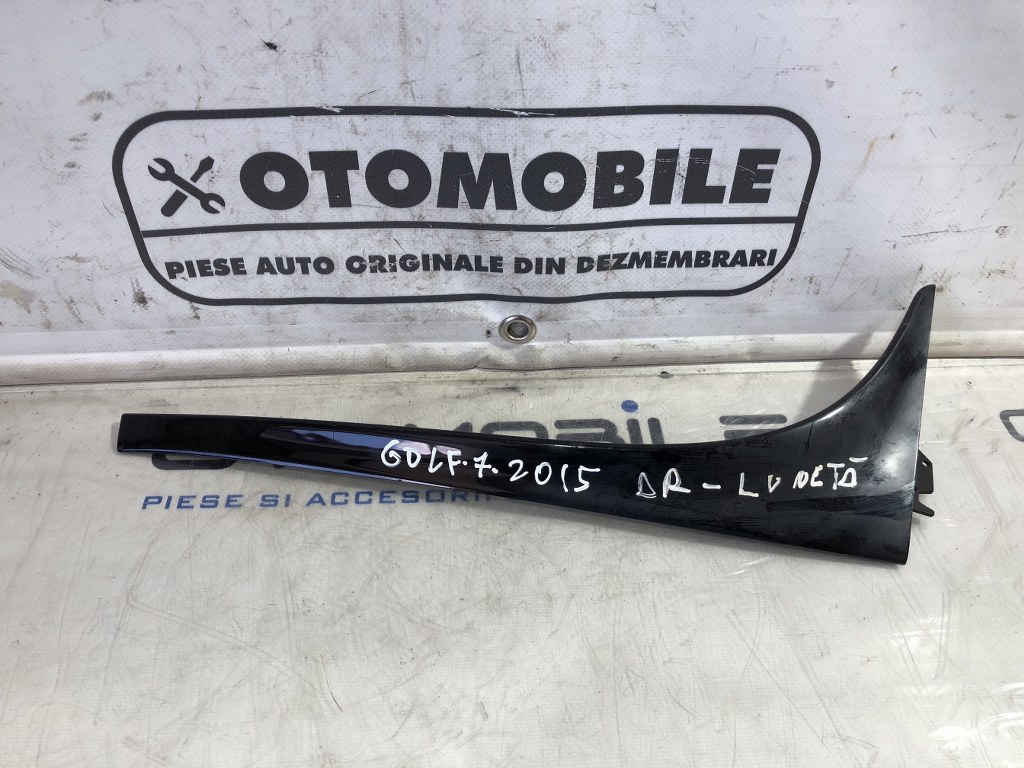 OTOMOBILE
PIESE AUTO ORIGINALE DIN DEZMEMBRARI
GOLF.7.2015 DR - LUNETĂ
PIESE SI ACCESORI